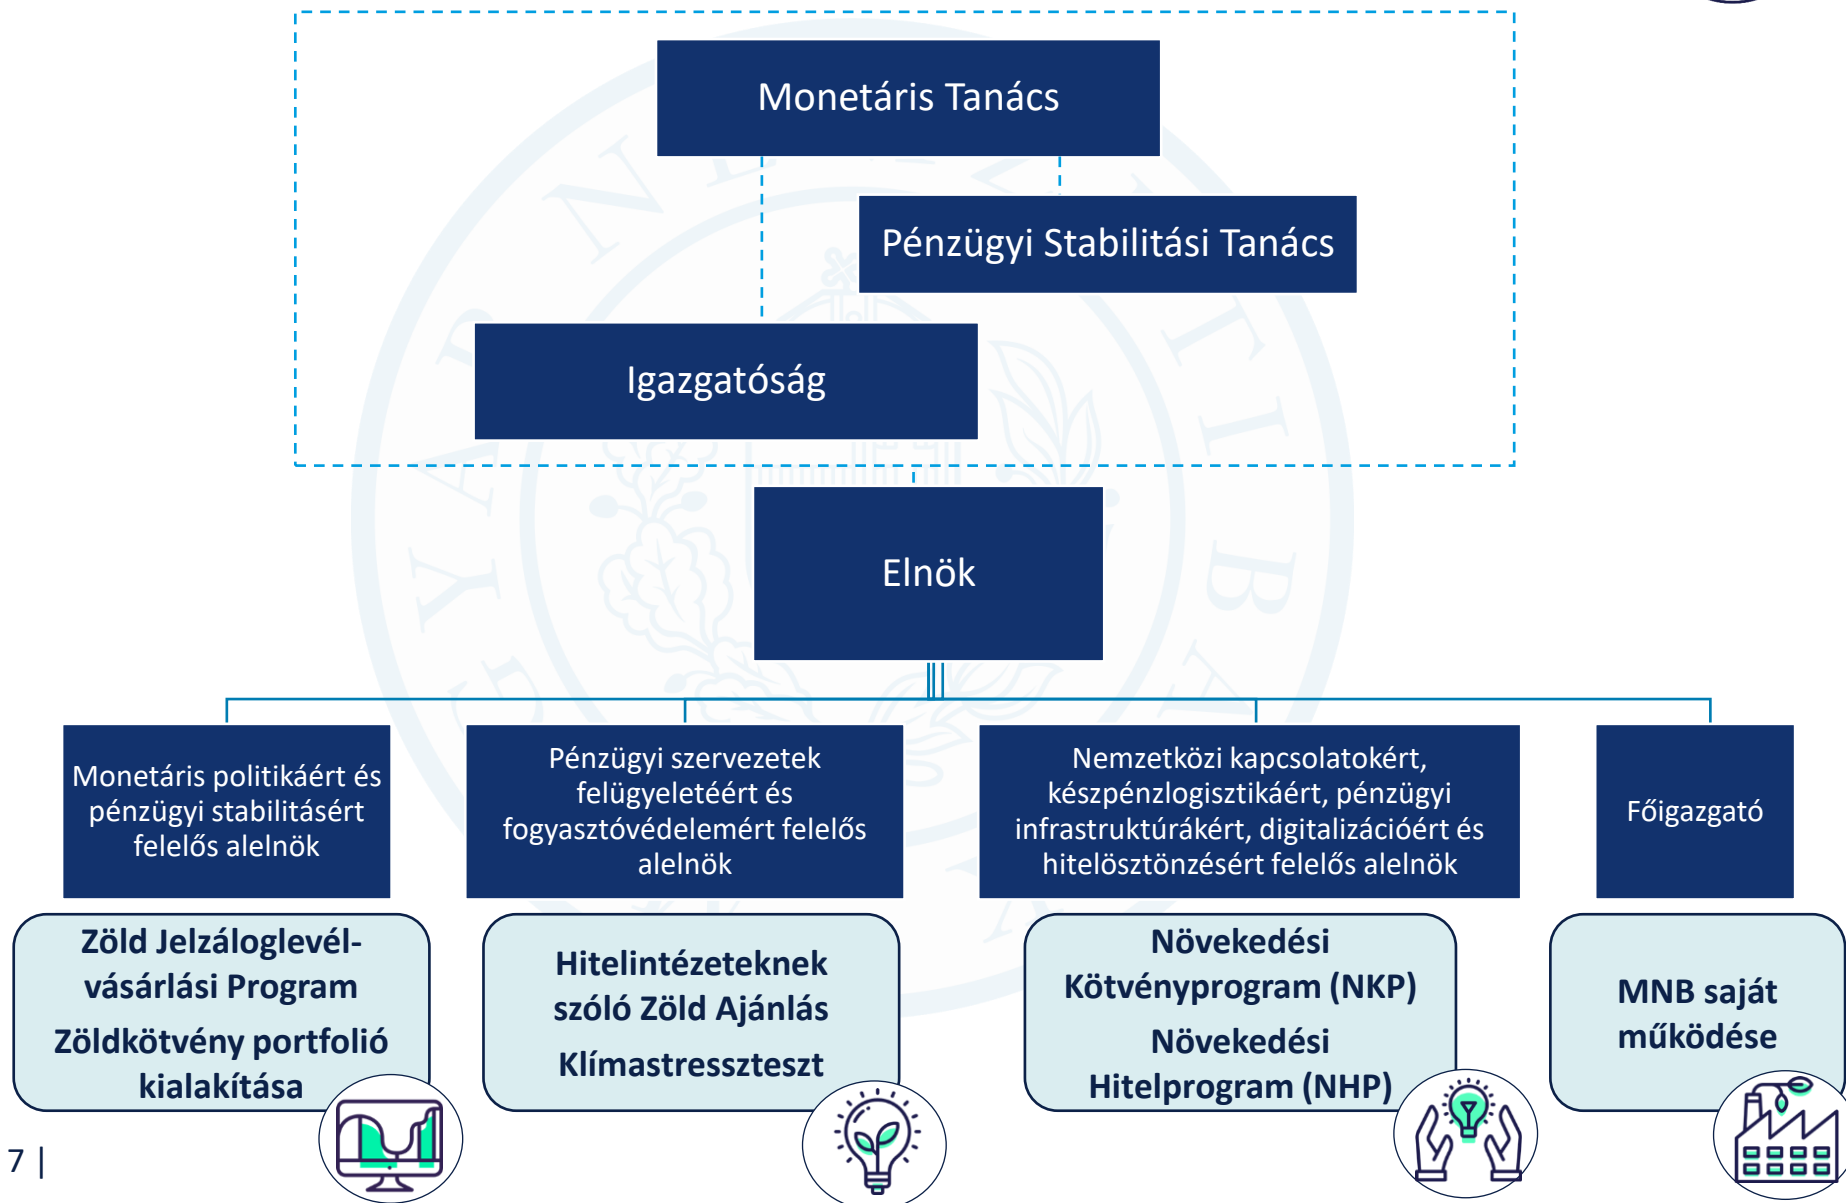 Monetáris Tanács
Pénzügyi Stabilitási Tanács
Igazgatóság
Elnök
Monetáris politikáért és
pénzügyi stabilitásért
felelős alelnök
Pénzügyi szervezetek
felügyeletéért és
fogyasztóvédelemért felelős
alelnök
Nemzetközi kapcsolatokért,
készpénzlogisztikáért, pénzügyi
infrastruktúrákért, digitalizációért és
hitelösztönzésért felelős alelnök
Főigazgató
Zöld Jelzáloglevél-
vásárlási Program
Zöldkötvény portfolió
kialakítása
Hitelintézeteknek
szóló Zöld Ajánlás
Klímastresszteszt
Növekedési
Kötvényprogram (NKP)
Növekedési
Hitelprogram (NHP)
MNB saját
működése
7 |